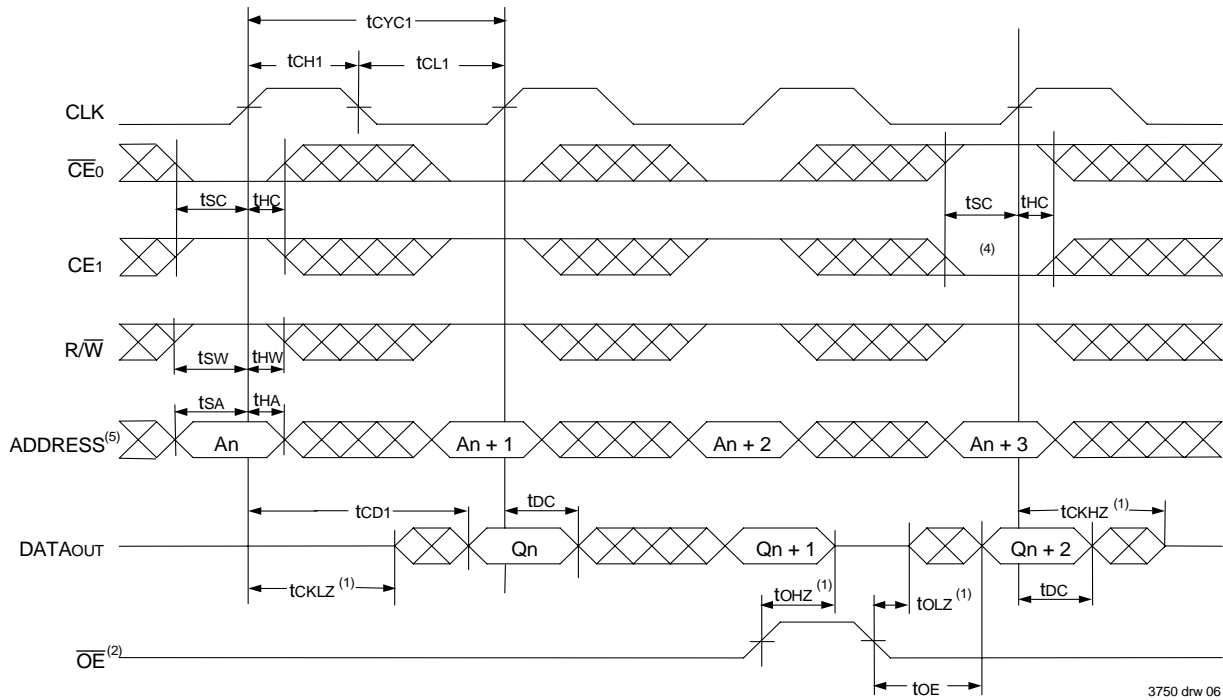 tCYC1
tCH1 tCL1
CLK
CE0
tSC tHC tSC tHC
CE1 (4)
R/W
tSW tHW
tSA tHA
ADDRESS(5) An An + 1 An + 2 An + 3
tCD1 tDC tCKHZ (1)
DATAOUT Qn Qn + 1 Qn + 2
tCKLZ (1) tOHZ (1) tOLZ (1) tDC
OE(2)
tOE
3750 drw 06